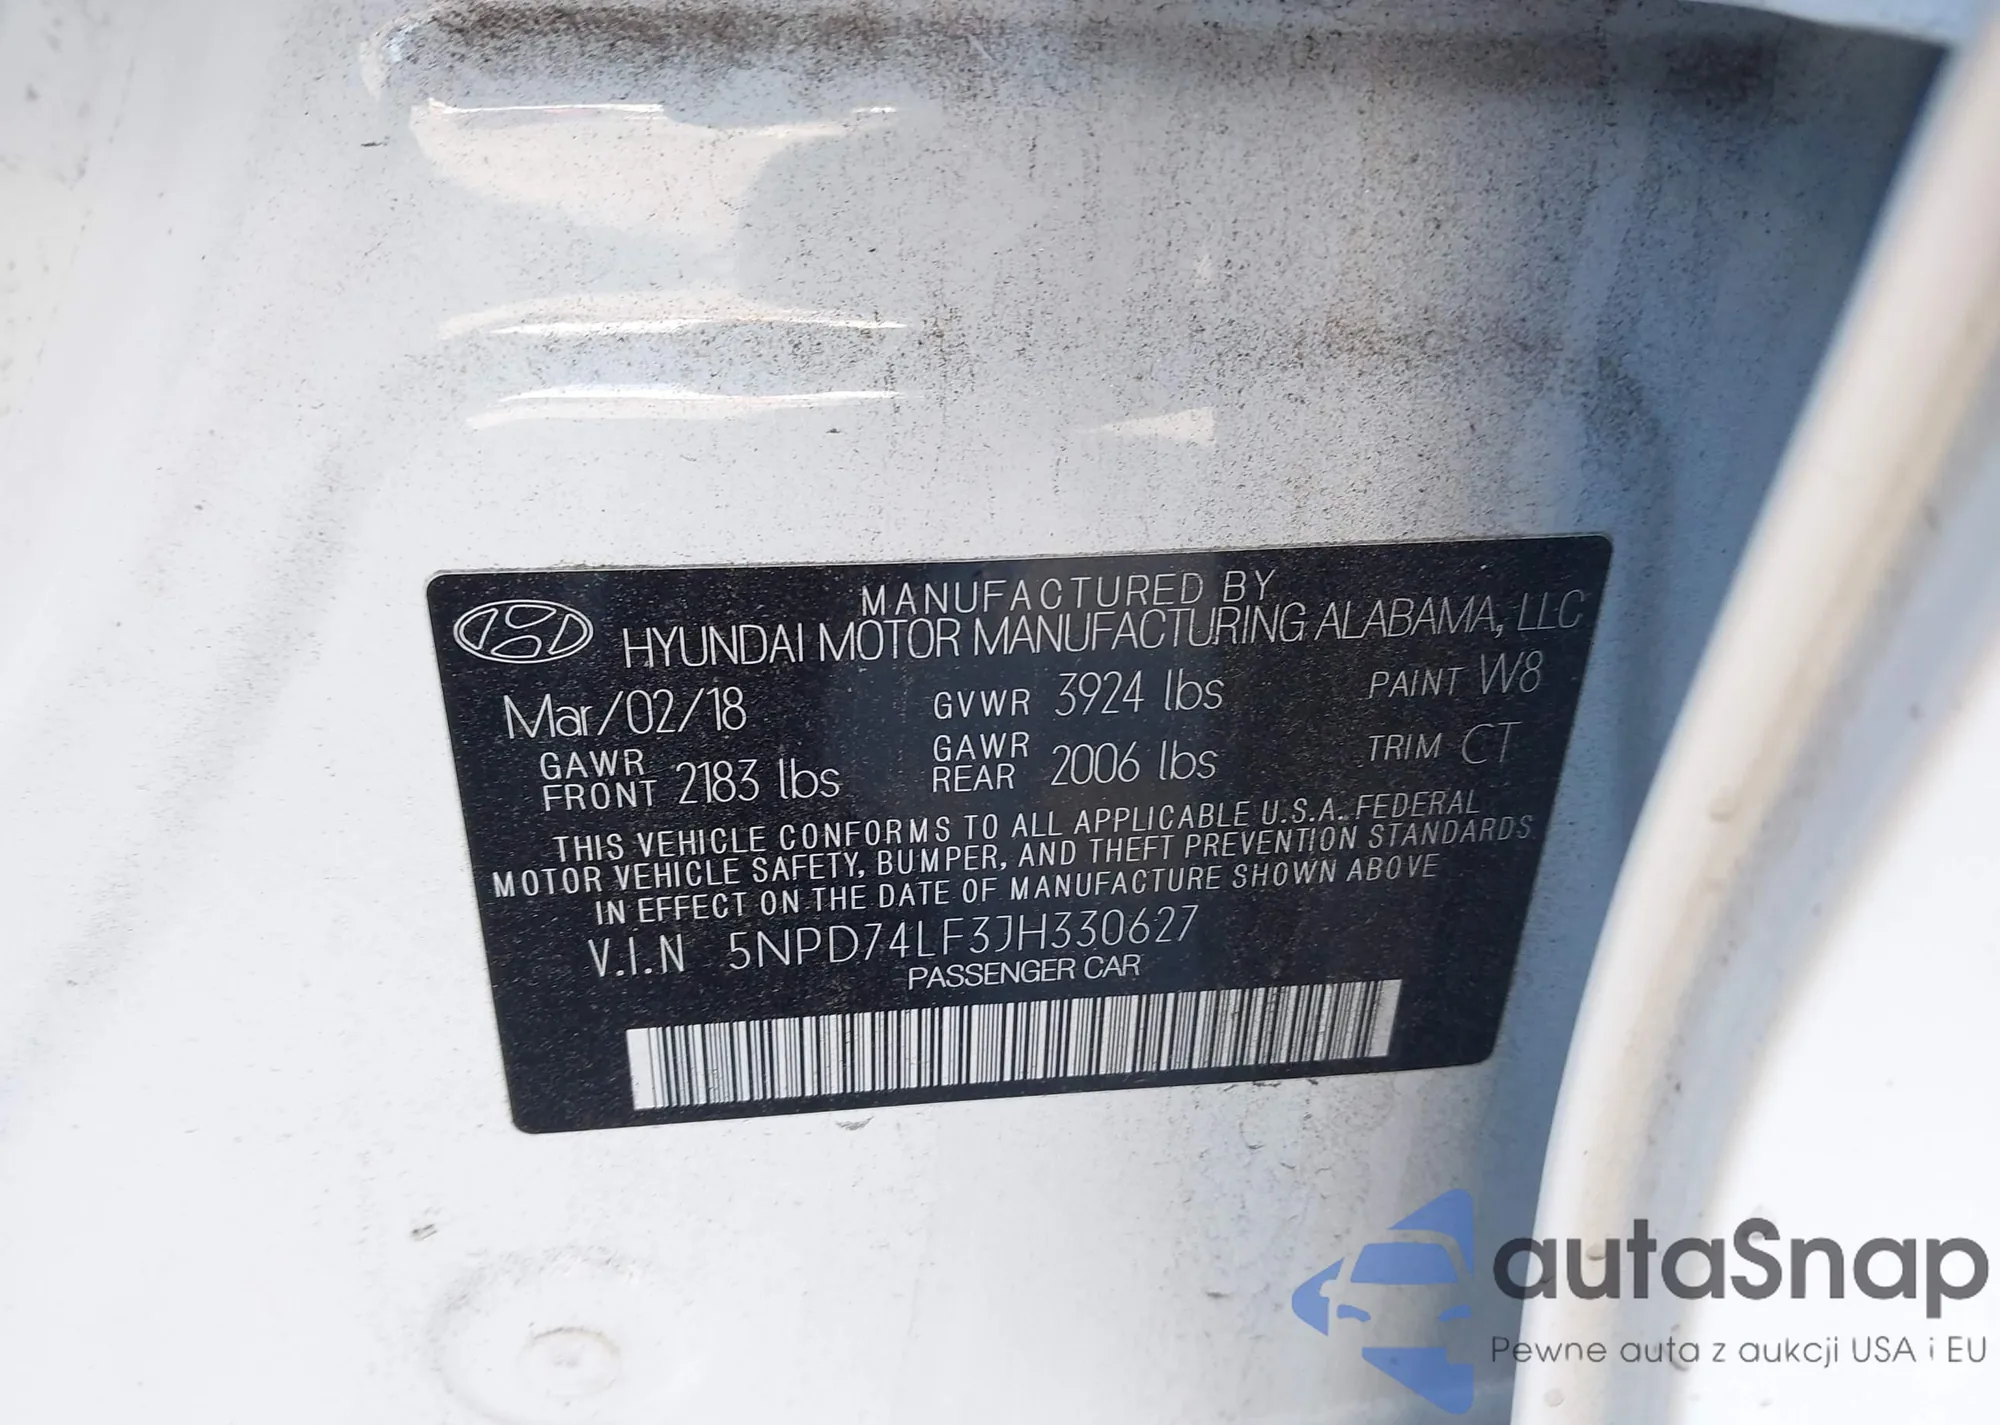 MANUFACTURED BY
HYUNDAI MOTOR MANUFACTURING ALABAMA, LLC
Mar/02/18 GVWR 3924 lbs PAINT W8
GAWR FRONT 2183 lbs GAWR REAR 2006 lbs TRIM CT
THIS VEHICLE CONFORMS TO ALL APPLICABLE U.S.A. FEDERAL
MOTOR VEHICLE SAFETY, BUMPER, AND THEFT PREVENTION STANDARDS
IN EFFECT ON THE DATE OF MANUFACTURE SHOWN ABOVE
V.I.N 5NPD74LF3JH330627
PASSENGER CAR
autaSnap
Pewne auta z aukcji USA i EU